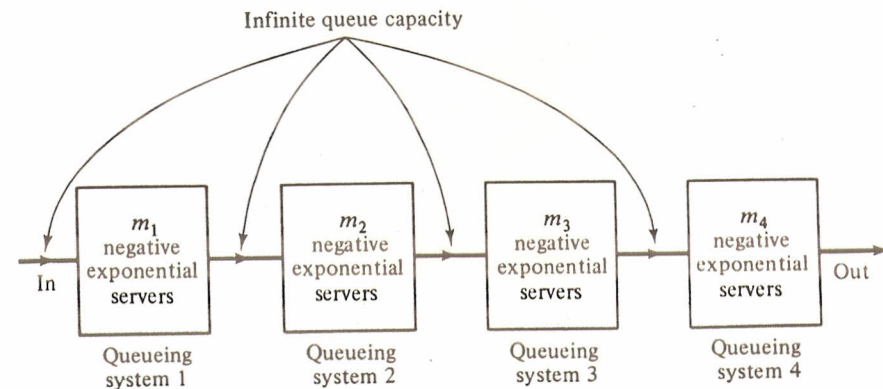 Infinite queue capacity
m₁
negative
exponential
servers
m₂
negative
exponential
servers
m₃
negative
exponential
servers
m₄
negative
exponential
servers
In
Out
Queueing
system 1
Queueing
system 2
Queueing
system 3
Queueing
system 4